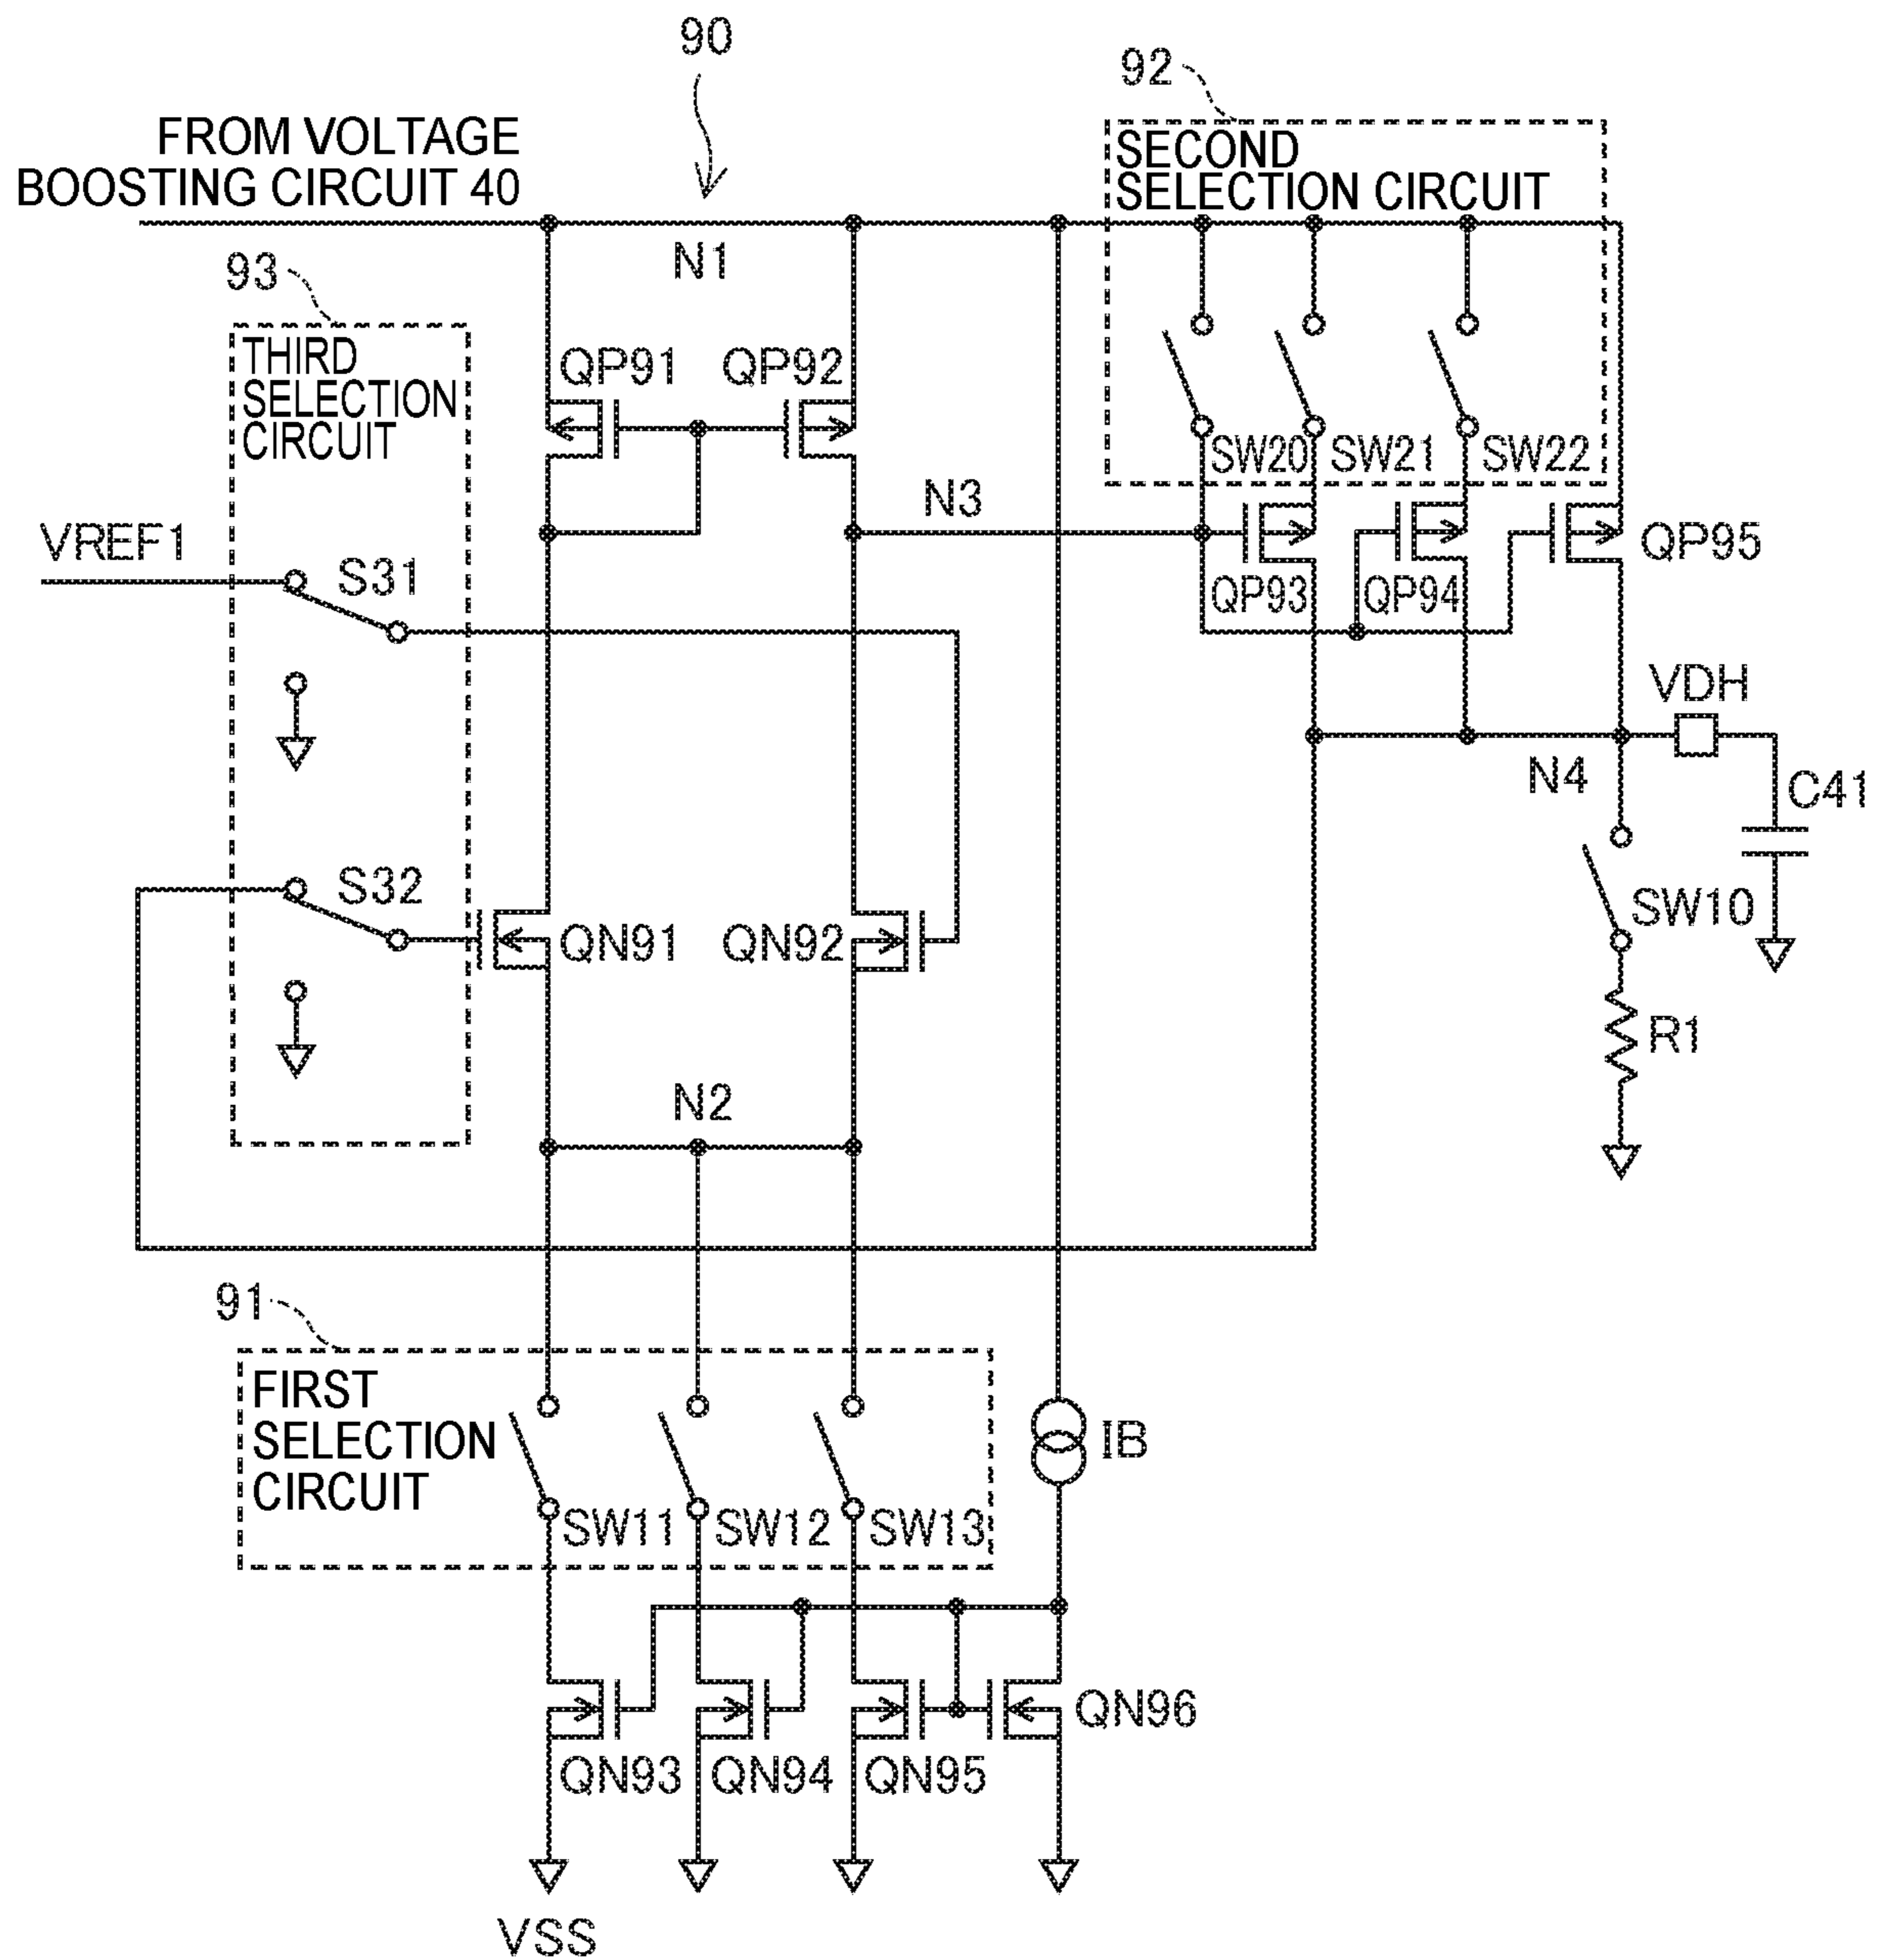 90
92
FROM VOLTAGE
BOOSTING CIRCUIT 40
SECOND
SELECTION CIRCUIT
N1
93
THIRD
SELECTION
CIRCUIT
QP91
QP92
SW20
SW21
SW22
N3
VREF1
S31
QP93
QP94
QP95
VDH
N4
C41
S32
QN91
QN92
SW10
R1
N2
91
FIRST
SELECTION
CIRCUIT
IB
SW11
SW12
SW13
QN96
QN93
QN94
QN95
VSS